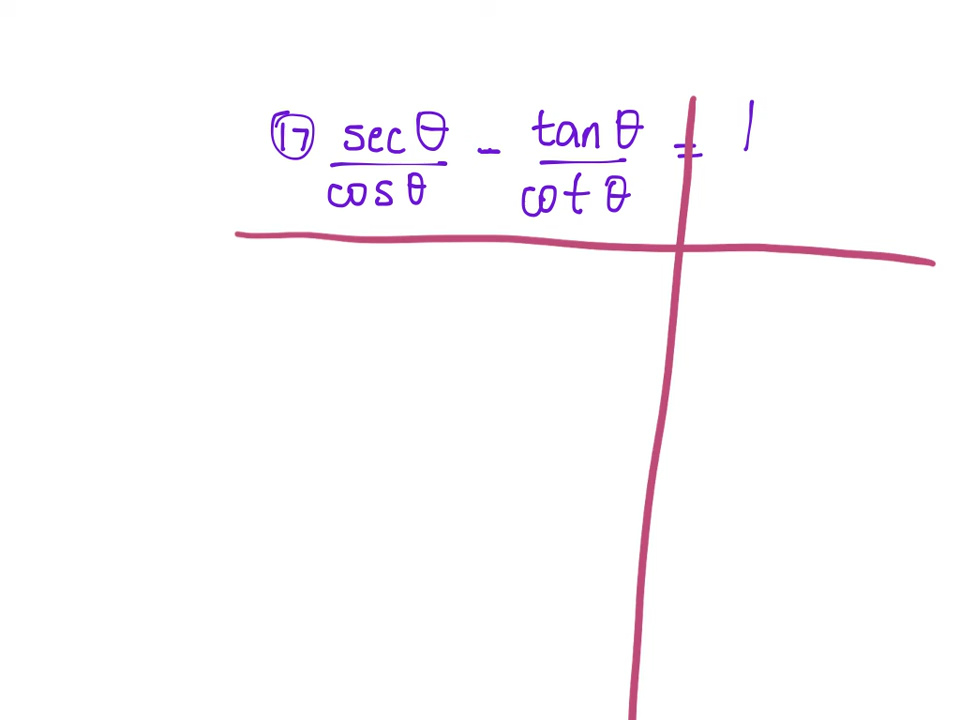 ⑰ sec θ / cos θ - tan θ / cot θ = 1